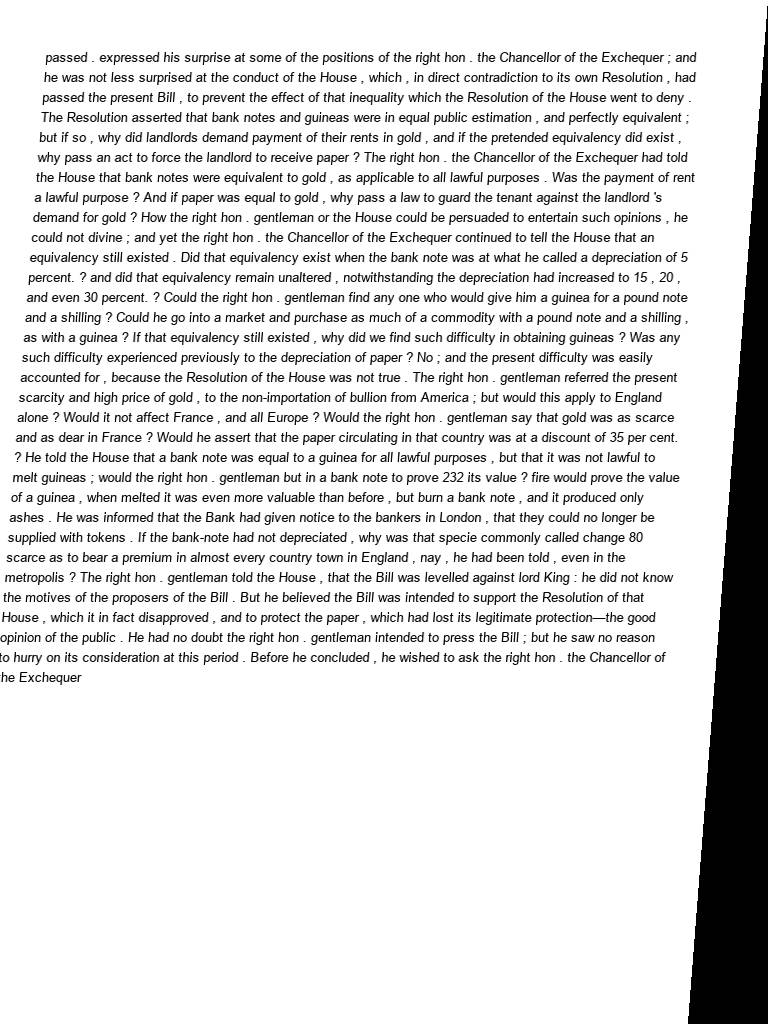 passed . expressed his surprise at some of the positions of the right hon . the Chancellor of the Exchequer ; and
he was not less surprised at the conduct of the House , which , in direct contradiction to its own Resolution , had
passed the present Bill , to prevent the effect of that inequality which the Resolution of the House went to deny .
The Resolution asserted that bank notes and guineas were in equal public estimation , and perfectly equivalent ;
but if so , why did landlords demand payment of their rents in gold , and if the pretended equivalency did exist ,
why pass an act to force the landlord to receive paper ? The right hon . the Chancellor of the Exchequer had told
the House that bank notes were equivalent to gold , as applicable to all lawful purposes . Was the payment of rent
a lawful purpose ? And if paper was equal to gold , why pass a law to guard the tenant against the landlord 's
demand for gold ? How the right hon . gentleman or the House could be persuaded to entertain such opinions , he
could not divine ; and yet the right hon . the Chancellor of the Exchequer continued to tell the House that an
equivalency still existed . Did that equivalency exist when the bank note was at what he called a depreciation of 5
percent. ? and did that equivalency remain unaltered , notwithstanding the depreciation had increased to 15 , 20 ,
and even 30 percent. ? Could the right hon . gentleman find any one who would give him a guinea for a pound note
and a shilling ? Could he go into a market and purchase as much of a commodity with a pound note and a shilling ,
as with a guinea ? If that equivalency still existed , why did we find such difficulty in obtaining guineas ? Was any
such difficulty experienced previously to the depreciation of paper ? No ; and the present difficulty was easily
accounted for , because the Resolution of the House was not true . The right hon . gentleman referred the present
scarcity and high price of gold , to the non-importation of bullion from America ; but would this apply to England
alone ? Would it not affect France , and all Europe ? Would the right hon . gentleman say that gold was as scarce
and as dear in France ? Would he assert that the paper circulating in that country was at a discount of 35 per cent.
? He told the House that a bank note was equal to a guinea for all lawful purposes , but that it was not lawful to
melt guineas ; would the right hon . gentleman but in a bank note to prove 232 its value ? fire would prove the value
of a guinea , when melted it was even more valuable than before , but burn a bank note , and it produced only
ashes . He was informed that the Bank had given notice to the bankers in London , that they could no longer be
supplied with tokens . If the bank-note had not depreciated , why was that specie commonly called change 80
scarce as to bear a premium in almost every country town in England , nay , he had been told , even in the
metropolis ? The right hon . gentleman told the House , that the Bill was levelled against lord King : he did not know
the motives of the proposers of the Bill . But he believed the Bill was intended to support the Resolution of that
House , which it in fact disapproved , and to protect the paper , which had lost its legitimate protection—the good
opinion of the public . He had no doubt the right hon . gentleman intended to press the Bill ; but he saw no reason
to hurry on its consideration at this period . Before he concluded , he wished to ask the right hon . the Chancellor of
the Exchequer